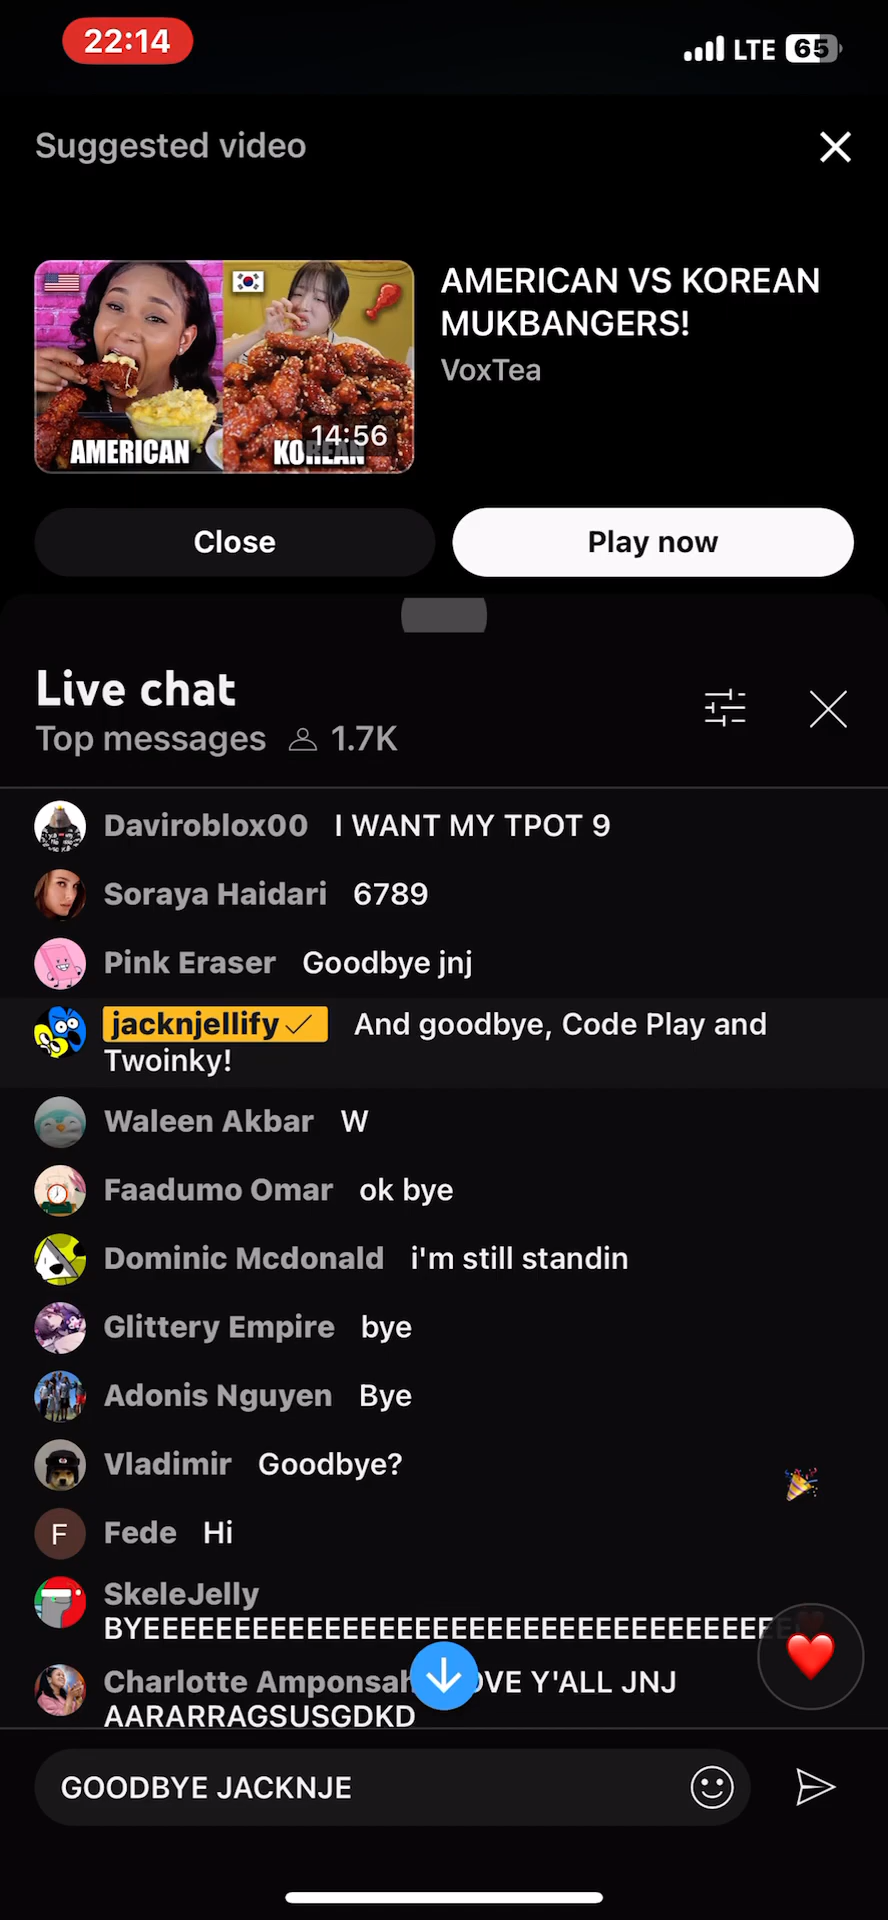 22:14
LTE 65
Suggested video
AMERICAN
KOREAN
14:56
AMERICAN VS KOREAN
MUKBANGERS!
VoxTea
Close
Play now
Live chat
Top messages 1.7K
Daviroblox00 I WANT MY TPOT 9
Soraya Haidari 6789
Pink Eraser Goodbye jnj
jacknjellify And goodbye, Code Play and
Twoinky!
Waleen Akbar W
Faadumo Omar ok bye
Dominic Mcdonald i'm still standin
Glittery Empire bye
Adonis Nguyen Bye
Vladimir Goodbye?
F Fede Hi
SkeleJelly
BYEEEEEEEEEEEEEEEEEEEEEEEEEEEEEEEEEEEE
Charlotte Amponsah Y'ALL JNJ
AARARRAGSUSGDKD
GOODBYE JACKNJE